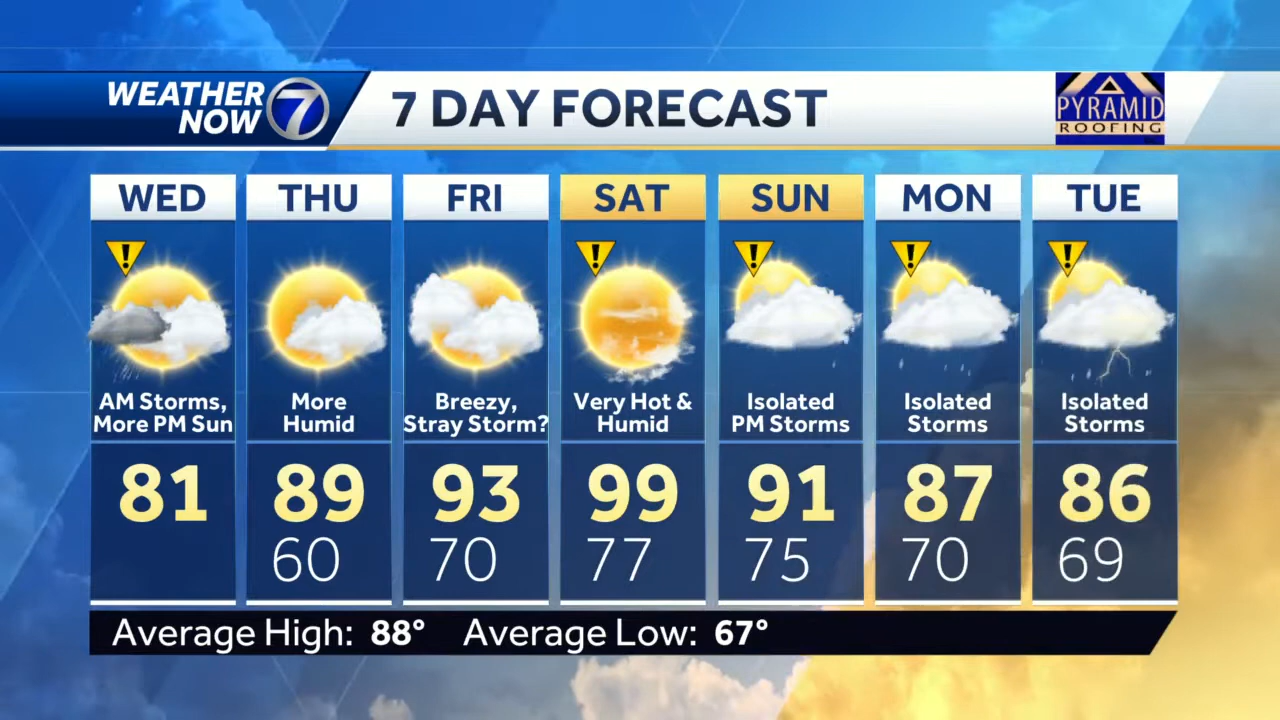 WEATHER
NOW
7
7 DAY FORECAST
PYRAMID
ROOFING
WED
THU
FRI
SAT
SUN
MON
TUE
!
!
!
!
!
AM Storms,
More PM Sun
More
Humid
Breezy,
Stray Storm?
Very Hot &
Humid
Isolated
PM Storms
Isolated
Storms
Isolated
Storms
81
89
93
99
91
87
86
60
70
77
75
70
69
Average High: 88° Average Low: 67°